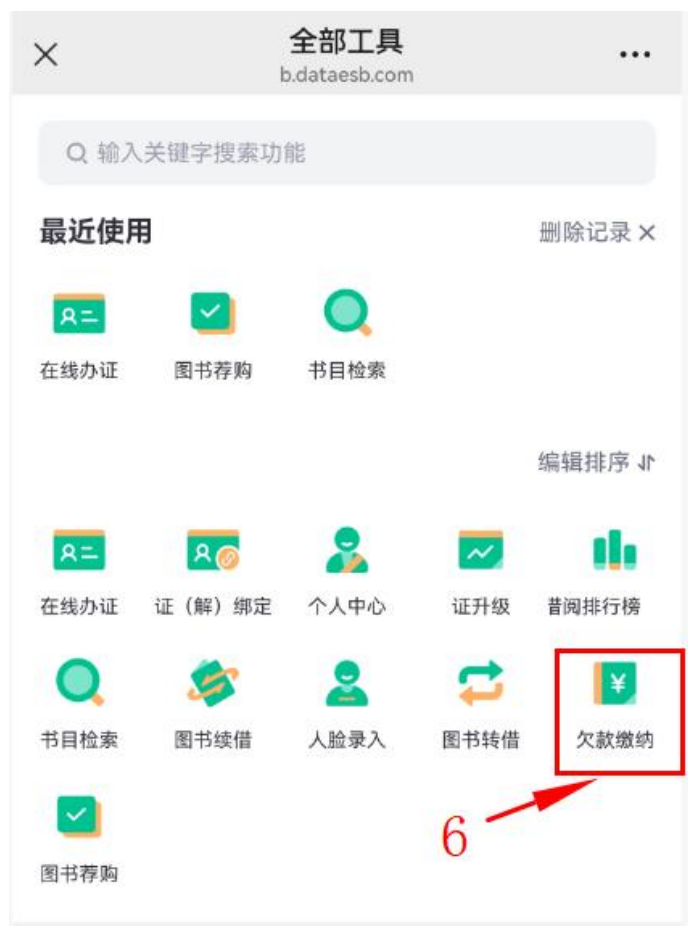 全部工具
b.dataesb.com
输入关键字搜索功能
最近使用 删除记录
在线办证 图书荐购 书目检索
编辑排序
在线办证 证（解）绑定 个人中心 证升级 昔阅排行榜
书目检索 图书续借 人脸录入 图书转借 欠款缴纳
6
图书荐购